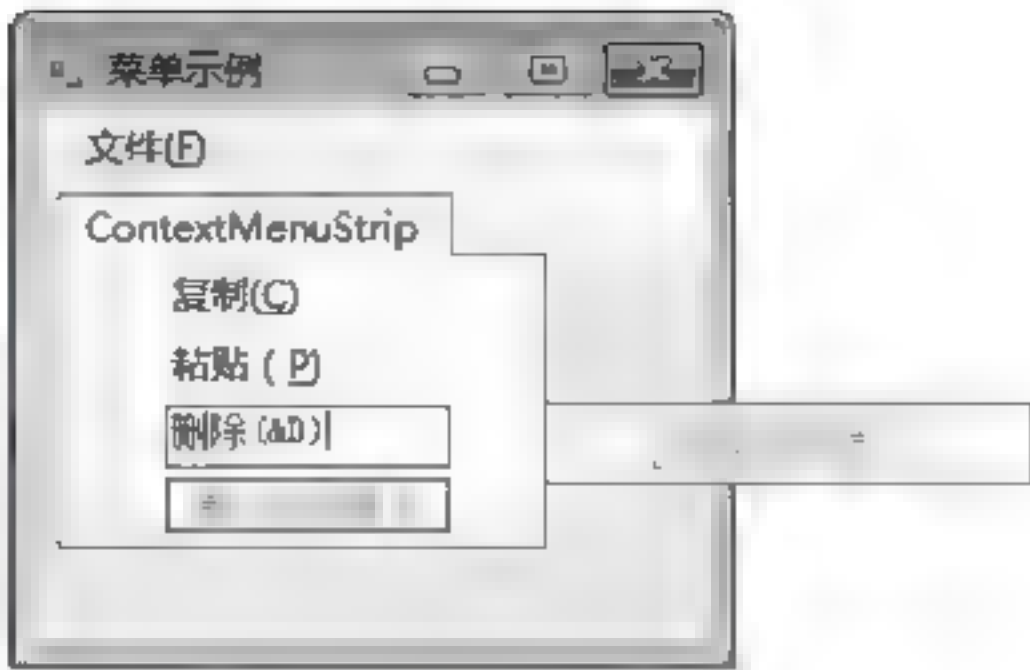 菜单示例
文件(F)
ContextMenuStrip
复制(C)
粘贴 ( P)
删除 (&D)